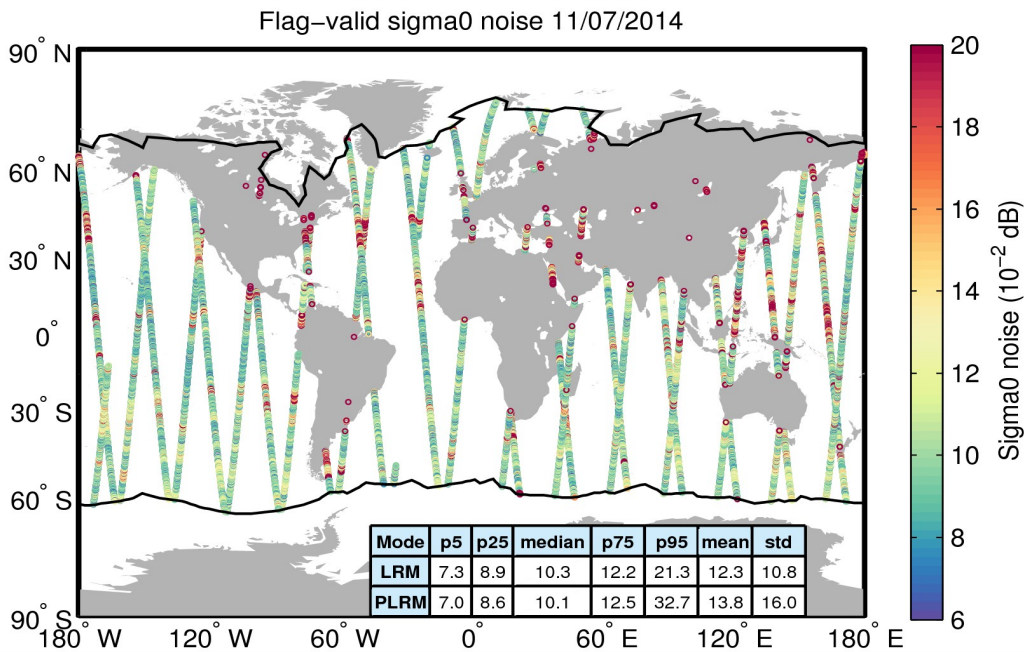 Flag−valid sigma0 noise 11/07/2014
90° N
60° N
30° N
0°
30° S
60° S
90° S
180° W 120° W 60° W 0° 60° E 120° E 180° E
Mode p5 p25 median p75 p95 mean std
LRM 7.3 8.9 10.3 12.2 21.3 12.3 10.8
PLRM 7.0 8.6 10.1 12.5 32.7 13.8 16.0
20
18
16
14
12
10
8
6
Sigma0 noise (10⁻² dB)